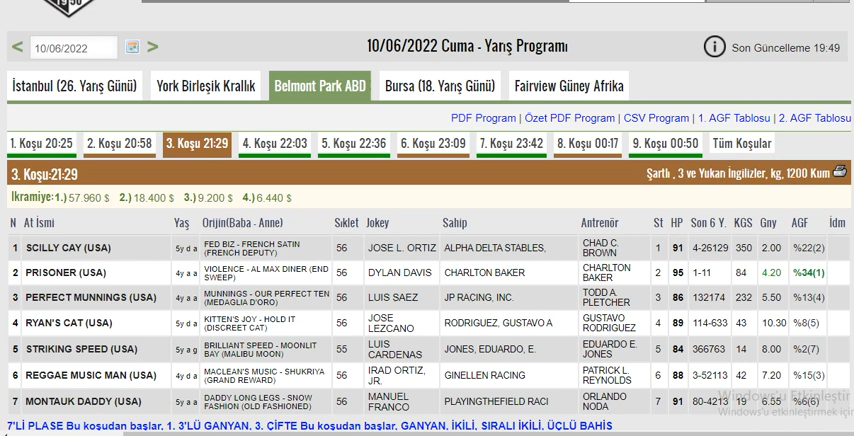 1950
10/06/2022
10/06/2022 Cuma - Yarış Programı
Son Güncelleme 19:49
İstanbul (26. Yarış Günü) York Birleşik Krallık Belmont Park ABD Bursa (18. Yarış Günü) Fairview Güney Afrika
PDF Program | Özet PDF Program | CSV Program | 1. AGF Tablosu | 2. AGF Tablosu
1. Koşu 20:25 2. Koşu 20:58 3. Koşu 21:29 4. Koşu 22:03 5. Koşu 22:36 6. Koşu 23:09 7. Koşu 23:42 8. Koşu 00:17 9. Koşu 00:50 Tüm Koşular
3. Koşu:21:29 Şartlı , 3 ve Yukarı İngilizler, kg, 1200 Kum
İkramiye: 1.) 57.960 $ 2.) 18.400 $ 3.) 9.200 $ 4.) 6.440 $
N At İsmi Yaş Orijin(Baba - Anne) Sıklet Jokey Sahip Antrenör St HP Son 6 Y. KGS Gny AGF İdm
1 SCILLY CAY (USA) 5y d a FED BIZ - FRENCH SATIN (FRENCH DEPUTY) 56 JOSE L. ORTIZ ALPHA DELTA STABLES, CHAD C. BROWN 1 91 4-26129 350 2.00 %22(2)
2 PRISONER (USA) 4y a a VIOLENCE - AL MAX DINER (END SWEEP) 56 DYLAN DAVIS CHARLTON BAKER CHARLTON BAKER 2 95 1-11 84 4.20 %34(1)
3 PERFECT MUNNINGS (USA) 4y a a MUNNINGS - OUR PERFECT TEN (MEDAGLIA D'ORO) 56 LUIS SAEZ JP RACING, INC. TODD A. PLETCHER 3 86 132174 232 5.50 %13(4)
4 RYAN'S CAT (USA) 5y d a KITTEN'S JOY - HOLD IT (DISCREET CAT) 56 JOSE LEZCANO RODRIGUEZ, GUSTAVO A GUSTAVO RODRIGUEZ 4 89 114-633 43 10.30 %8(5)
5 STRIKING SPEED (USA) 5y a g BRILLIANT SPEED - MOONLIT BAY (MALIBU MOON) 55 LUIS CARDENAS JONES, EDUARDO, E. EDUARDO E. JONES 5 84 366763 14 8.00 %2(7)
6 REGGAE MUSIC MAN (USA) 4y d a MACLEAN'S MUSIC - SHUKRIYA (GRAND REWARD) 56 IRAD ORTIZ, JR. GINELLEN RACING PATRICK L. REYNOLDS 6 88 3-52113 42 7.20 %15(3)
7 MONTAUK DADDY (USA) 5y a a DADDY LONG LEGS - SNOW FASHION (OLD FASHIONED) 56 MANUEL FRANCO PLAYINGTHEFIELD RACI ORLANDO NODA 7 91 80-4213 19 6.55 %6(6)
Windows'u Etkinleştir
Windows'u etkinleştirmek için
7'Lİ PLASE Bu koşudan başlar, 1. 3'LÜ GANYAN, 3. ÇİFTE Bu koşudan başlar, GANYAN, İKİLİ, SIRALI İKİLİ, ÜÇLÜ BAHİS